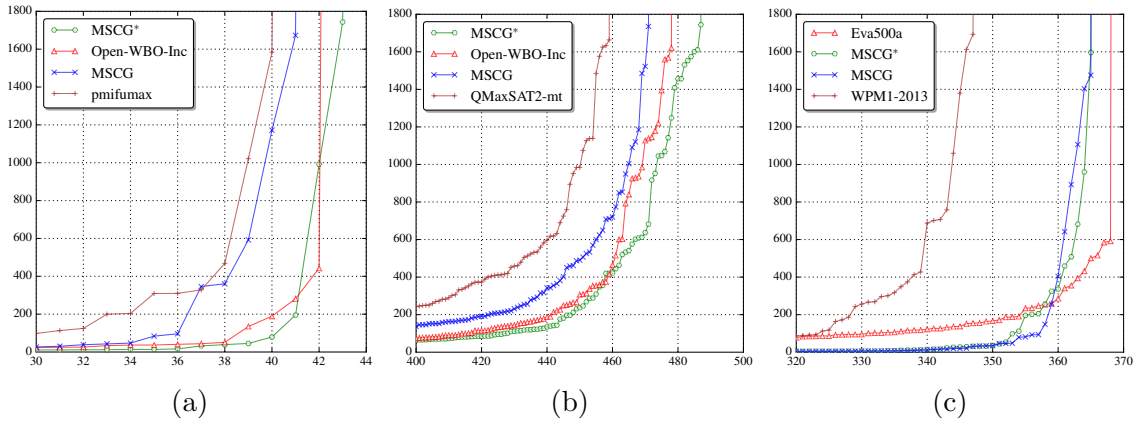 1800
1600
1400
1200
1000
800
600
400
200
0
30 32 34 36 38 40 42 44
MSCG*
Open-WBO-Inc
MSCG
pmifumax
(a)
1800
1600
1400
1200
1000
800
600
400
200
0
400 420 440 460 480 500
MSCG*
Open-WBO-Inc
MSCG
QMaxSAT2-mt
(b)
1800
1600
1400
1200
1000
800
600
400
200
0
320 330 340 350 360 370
Eva500a
MSCG*
MSCG
WPM1-2013
(c)